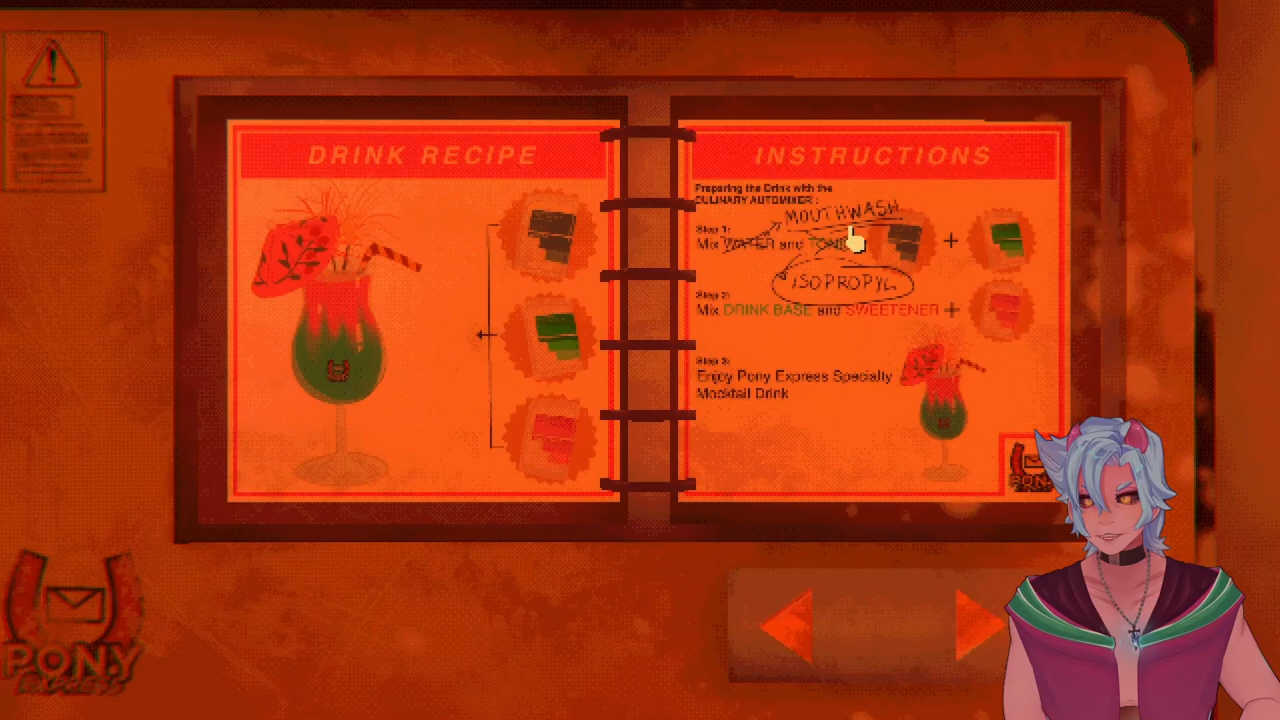 DRINK RECIPE
INSTRUCTIONS
Preparing the Drink with the
CULINARY AUTOMIXER:
MOUTHWASH
Step 1:
Mix WATER and
+
ISOPROPYL
Step 2:
Mix DRINK BASE and SWEETENER +
Step 3:
Enjoy Pony Express Specialty
Mocktail Drink
PONY
EXPRESS